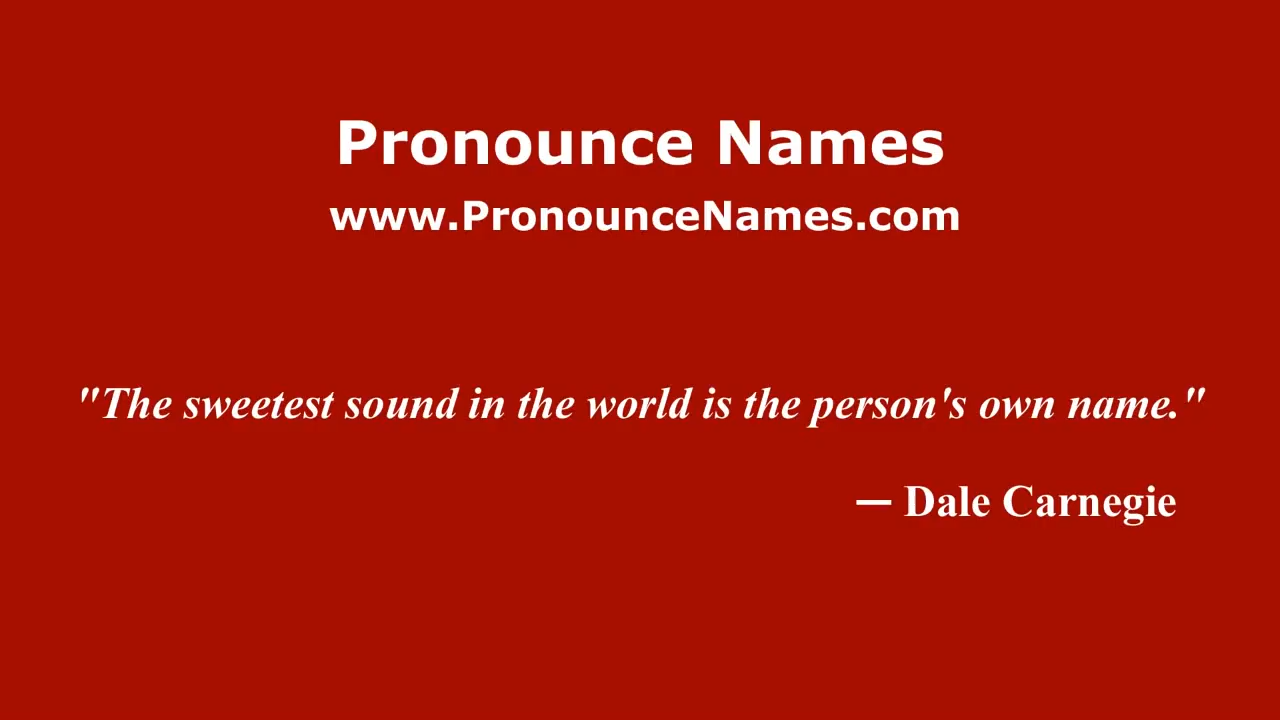 Pronounce Names
www.PronounceNames.com
"The sweetest sound in the world is the person's own name."
— Dale Carnegie